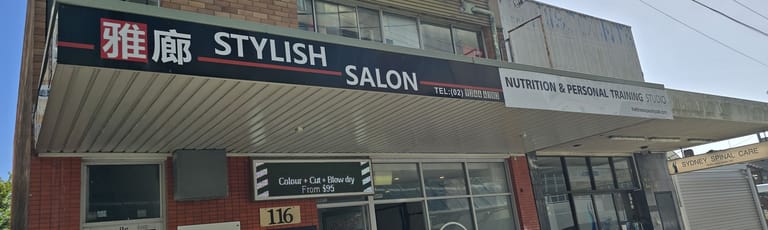 雅廊 STYLISH SALON
TEL:(02)
NUTRITION & PERSONAL TRAINING STUDIO
SYDNEY SPINAL CARE
Colour + Cut + Blow dry
From $95
116